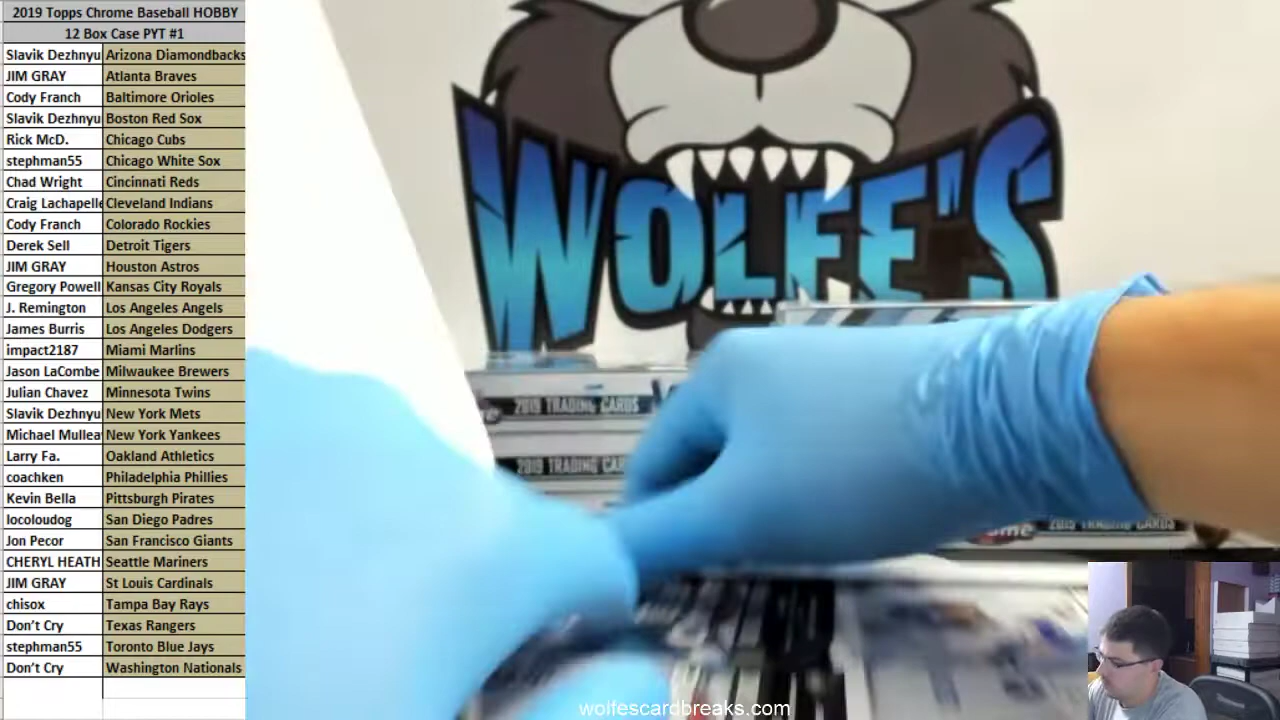 2019 Topps Chrome Baseball HOBBY
12 Box Case PYT #1
Slavik Dezhnyu Arizona Diamondbacks
JIM GRAY Atlanta Braves
Cody Franch Baltimore Orioles
Slavik Dezhnyu Boston Red Sox
Rick McD. Chicago Cubs
stephman55 Chicago White Sox
Chad Wright Cincinnati Reds
Craig Lachapelle Cleveland Indians
Cody Franch Colorado Rockies
Derek Sell Detroit Tigers
JIM GRAY Houston Astros
Gregory Powell Kansas City Royals
J. Remington Los Angeles Angels
James Burris Los Angeles Dodgers
impact2187 Miami Marlins
Jason LaCombe Milwaukee Brewers
Julian Chavez Minnesota Twins
Slavik Dezhnyu New York Mets
Michael Mullea New York Yankees
Larry Fa. Oakland Athletics
coachken Philadelphia Phillies
Kevin Bella Pittsburgh Pirates
locoloudog San Diego Padres
Jon Pecor San Francisco Giants
CHERYL HEATH Seattle Mariners
JIM GRAY St Louis Cardinals
chisox Tampa Bay Rays
Don't Cry Texas Rangers
stephman55 Toronto Blue Jays
Don't Cry Washington Nationals
WOLFE'S
2019 TRADING CARDS
2019 TRADING CAR
2019 TRADING CARDS
wolfescardbreaks.com